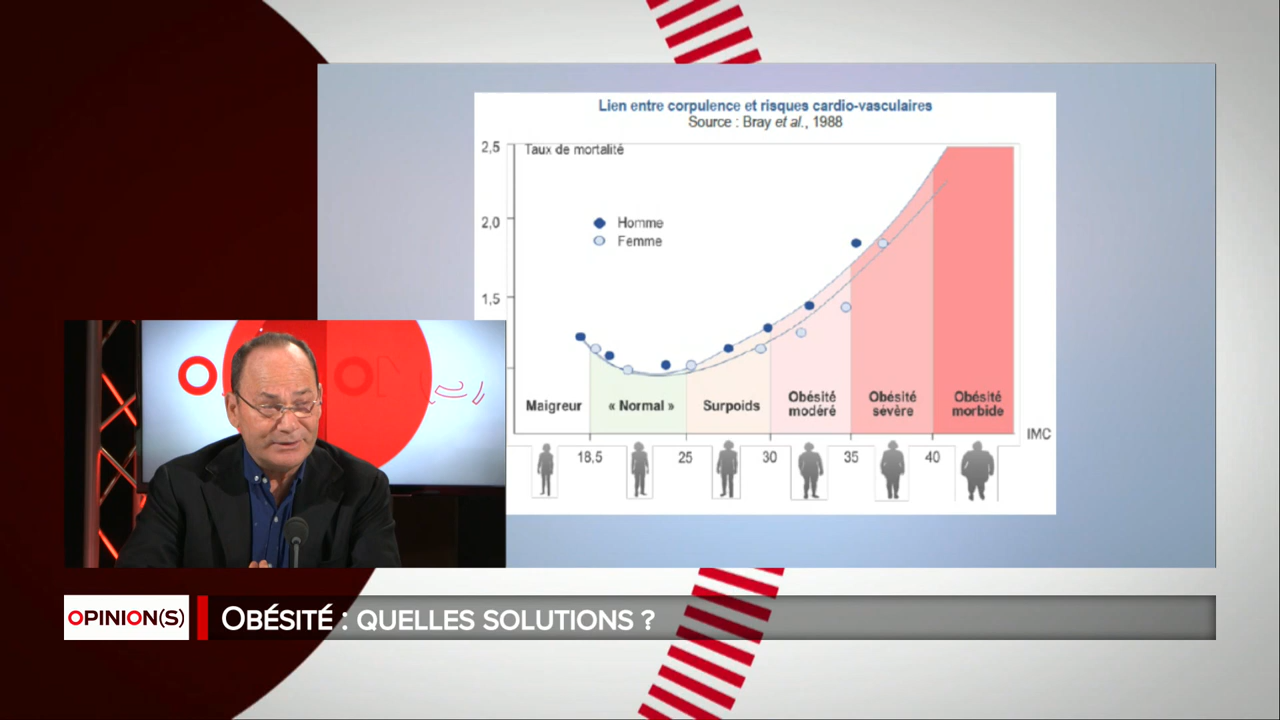 Lien entre corpulence et risques cardio-vasculaires
Source : Bray et al., 1988
2,5
Taux de mortalité
2,0
Homme
Femme
1,5
Maigreur
« Normal »
Surpoids
Obésité
modéré
Obésité
sévère
Obésité
morbide
IMC
18,5
25
30
35
40
OPINION(S)
OBÉSITÉ : QUELLES SOLUTIONS ?